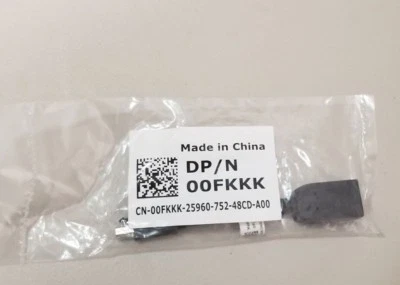 Made in China
DP/N
00FKKK
CN-00FKKK-25960-752-48CD-A00